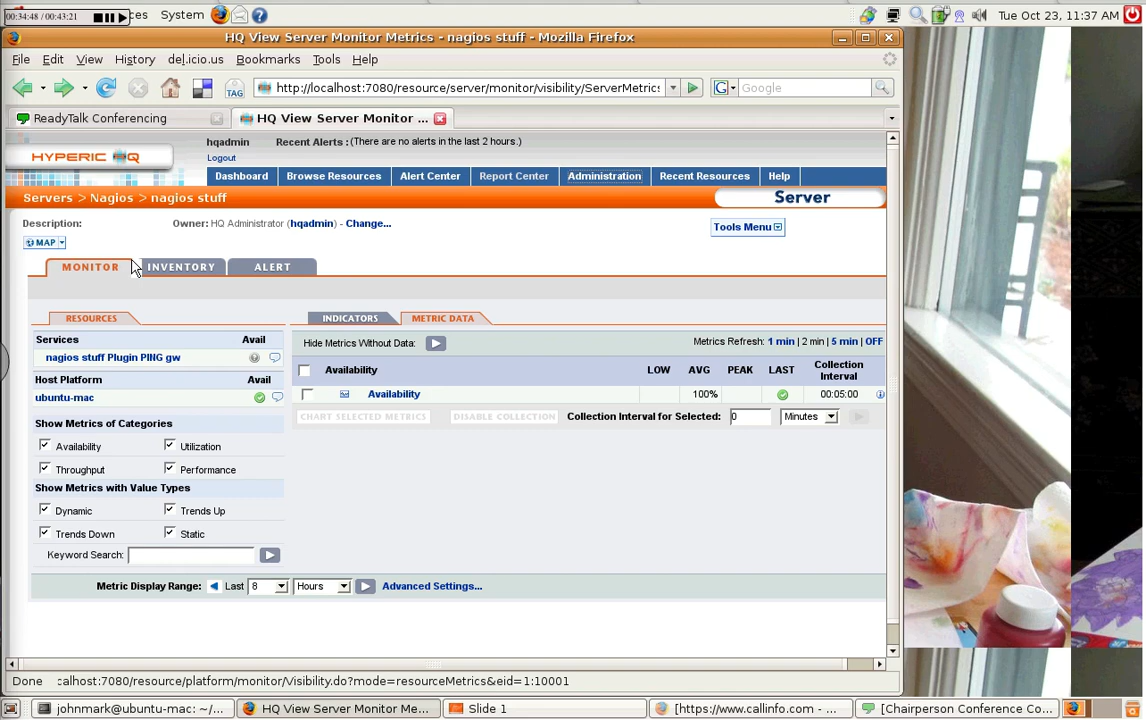 00:34:48 / 00:43:21
System
Tue Oct 23, 11:37 AM
HQ View Server Monitor Metrics - nagios stuff - Mozilla Firefox
File Edit View History del.icio.us Bookmarks Tools Help
TAG http://localhost:7080/resource/server/monitor/visibility/ServerMetrics G Google
ReadyTalk Conferencing HQ View Server Monitor ...
hqadmin Recent Alerts : (There are no alerts in the last 2 hours.)
HYPERIC HQ
Logout
Dashboard Browse Resources Alert Center Report Center Administration Recent Resources Help
Servers > Nagios > nagios stuff Server
Description: Owner: HQ Administrator (hqadmin) - Change... Tools Menu
MAP
MONITOR INVENTORY ALERT
RESOURCES INDICATORS METRIC DATA
Services Avail Hide Metrics Without Data: Metrics Refresh: 1 min | 2 min | 5 min | OFF
nagios stuff Plugin PING gw
Availability LOW AVG PEAK LAST Collection Interval
Host Platform Avail
ubuntu-mac Availability 100% 00:05:00
CHART SELECTED METRICS DISABLE COLLECTION Collection Interval for Selected: 0 Minutes
Show Metrics of Categories
Availability Utilization
Throughput Performance
Show Metrics with Value Types
Dynamic Trends Up
Trends Down Static
Keyword Search:
Metric Display Range: Last 8 Hours Advanced Settings...
Done calhost:7080/resource/platform/monitor/Visibility.do?mode=resourceMetrics&eid=1:10001
johnmark@ubuntu-mac: ~/... HQ View Server Monitor Me... Slide 1 [https://www.callinfo.com - ... [Chairperson Conference Co...